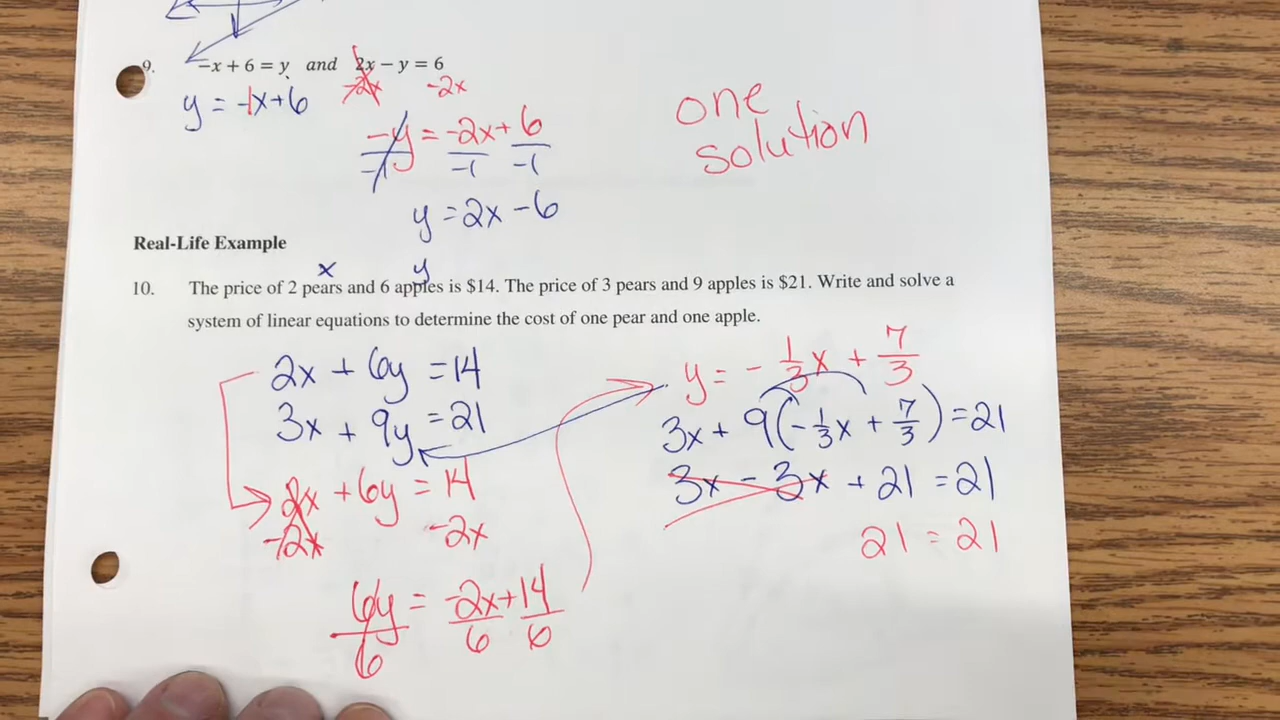 9. −x + 6 = y and 2x − y = 6
-2x -2x
y = -1x+6
-y = -2x + 6
-1 -1 -1
y = 2x - 6
one
solution
Real-Life Example
x y
10. The price of 2 pears and 6 apples is $14. The price of 3 pears and 9 apples is $21. Write and solve a
system of linear equations to determine the cost of one pear and one apple.
2x + 6y = 14
3x + 9y = 21
2x + 6y = 14
-2x -2x
6y = -2x + 14
6 6 6
y = - 1/3 x + 7/3
3x + 9(- 1/3 x + 7/3) = 21
3x - 3x + 21 = 21
21 = 21